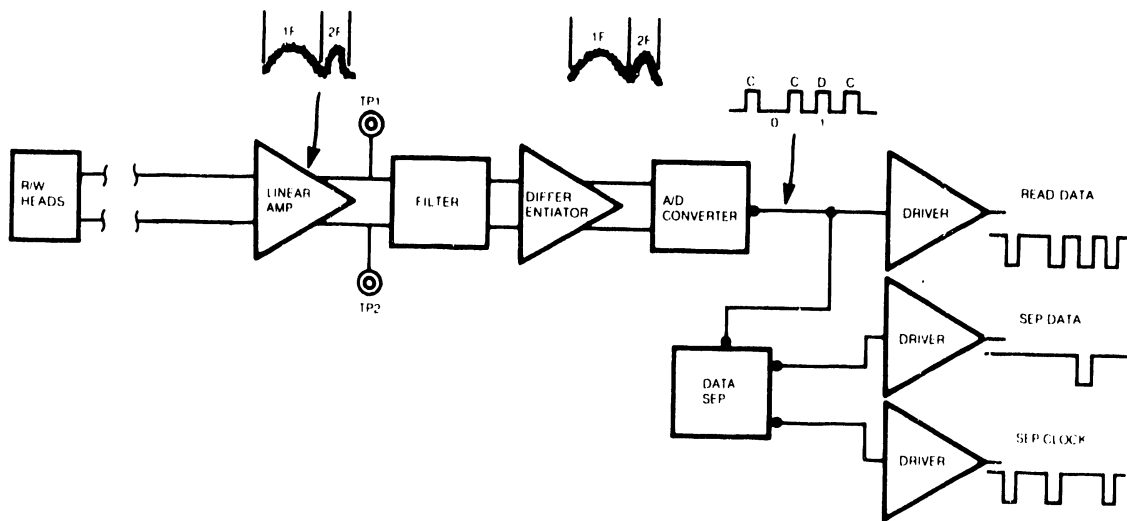 1F 2F
1F 2F
C C D C
0 1
TP1
R/W
HEADS
LINEAR
AMP
FILTER
DIFFER
ENTIATOR
A/D
CONVERTER
DRIVER
READ DATA
TP2
DATA
SEP
DRIVER
SEP DATA
DRIVER
SEP CLOCK